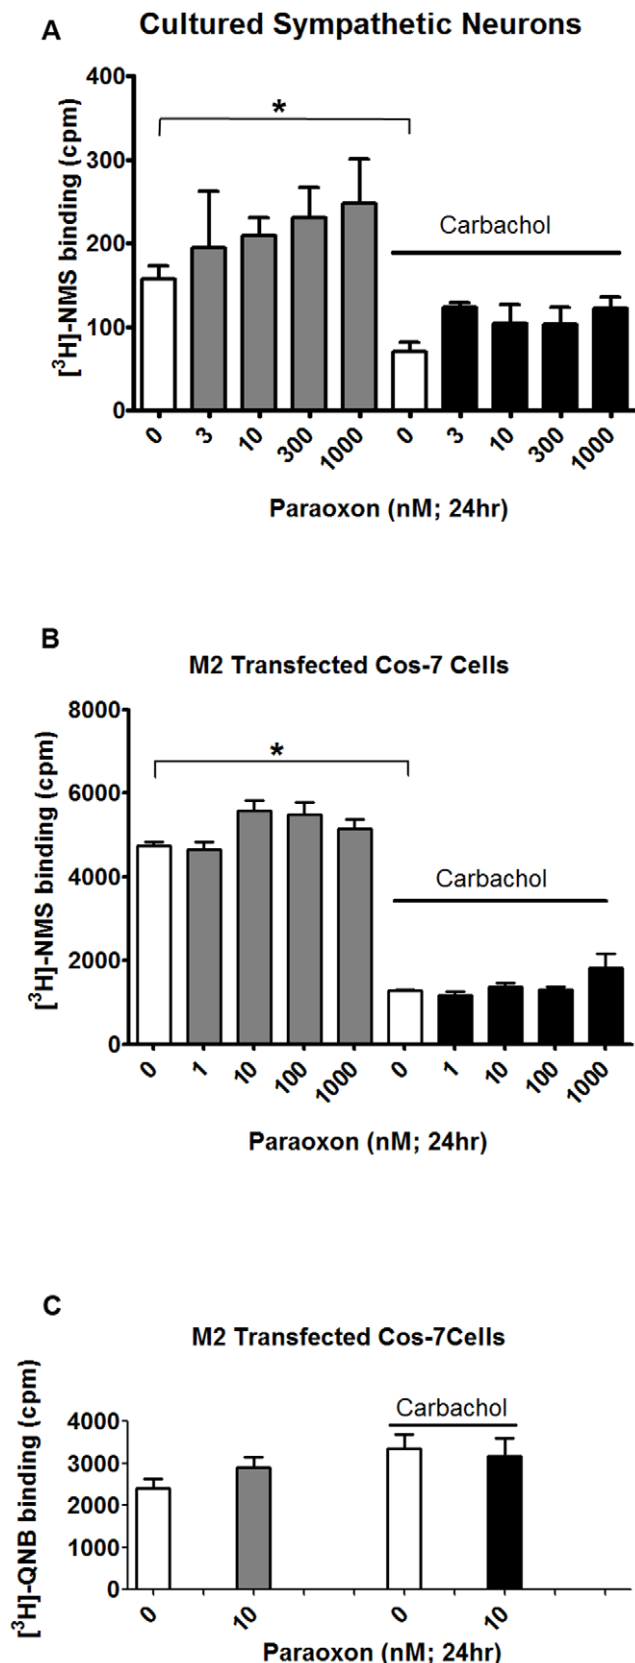 A
Cultured Sympathetic Neurons
[³H]-NMS binding (cpm)
400
300
200
100
0
*
Carbachol
0 3 10 300 1000 0 3 10 300 1000
Paraoxon (nM; 24hr)
B
M2 Transfected Cos-7 Cells
[³H]-NMS binding (cpm)
8000
6000
4000
2000
0
*
Carbachol
0 1 10 100 1000 0 1 10 100 1000
Paraoxon (nM; 24hr)
C
M2 Transfected Cos-7Cells
[³H]-QNB binding (cpm)
4000
3000
2000
1000
0
Carbachol
0 10 0 10
Paraoxon (nM; 24hr)